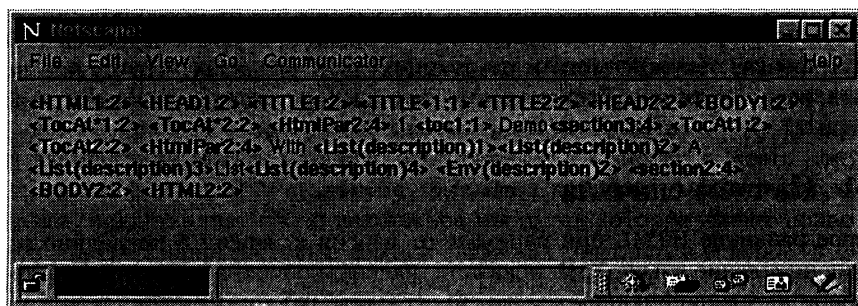 N Netscape:
File Edit View Go Communicator Help
<HTML1:2> <HEAD1:2> <TITLE1:2> <TITLE+1:1> <TITLE2:2> <HEAD2:2> <BODY1:2>
<TocAt*1:2> <TocAt*2:2> <HtmlPar2:4> 1 <toc1:1> Demo<section3:4> <TocAt1:2>
<TocAt2:2> <HtmlPar2:4> With <List(description)1><List(description)2> A
<List(description)3>List<List(description)4> <Env(description)2> <section2:4>
<BODY2:2> <HTML2:2>